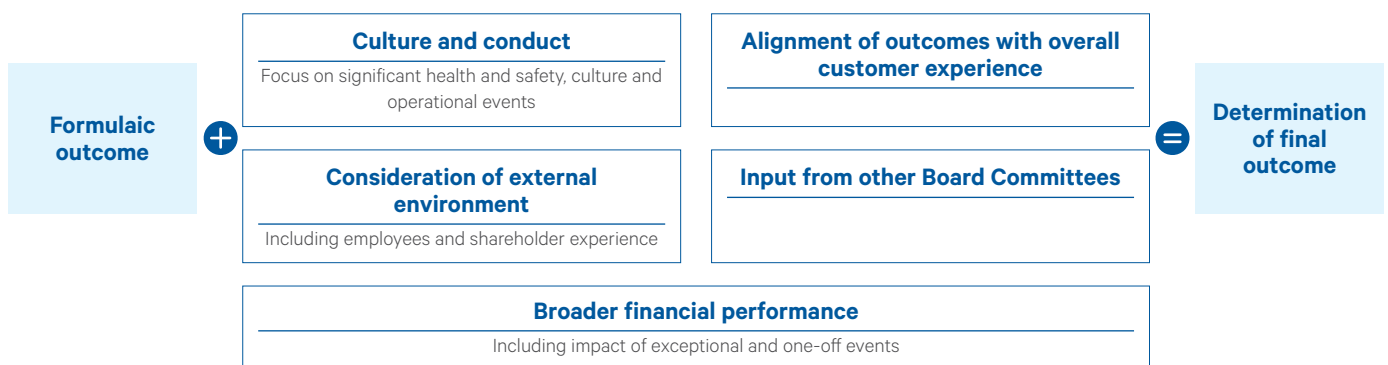 Formulaic
outcome
+
Culture and conduct
Focus on significant health and safety, culture and
operational events
Alignment of outcomes with overall
customer experience
Consideration of external
environment
Including employees and shareholder experience
Input from other Board Committees
Broader financial performance
Including impact of exceptional and one-off events
=
Determination
of final
outcome